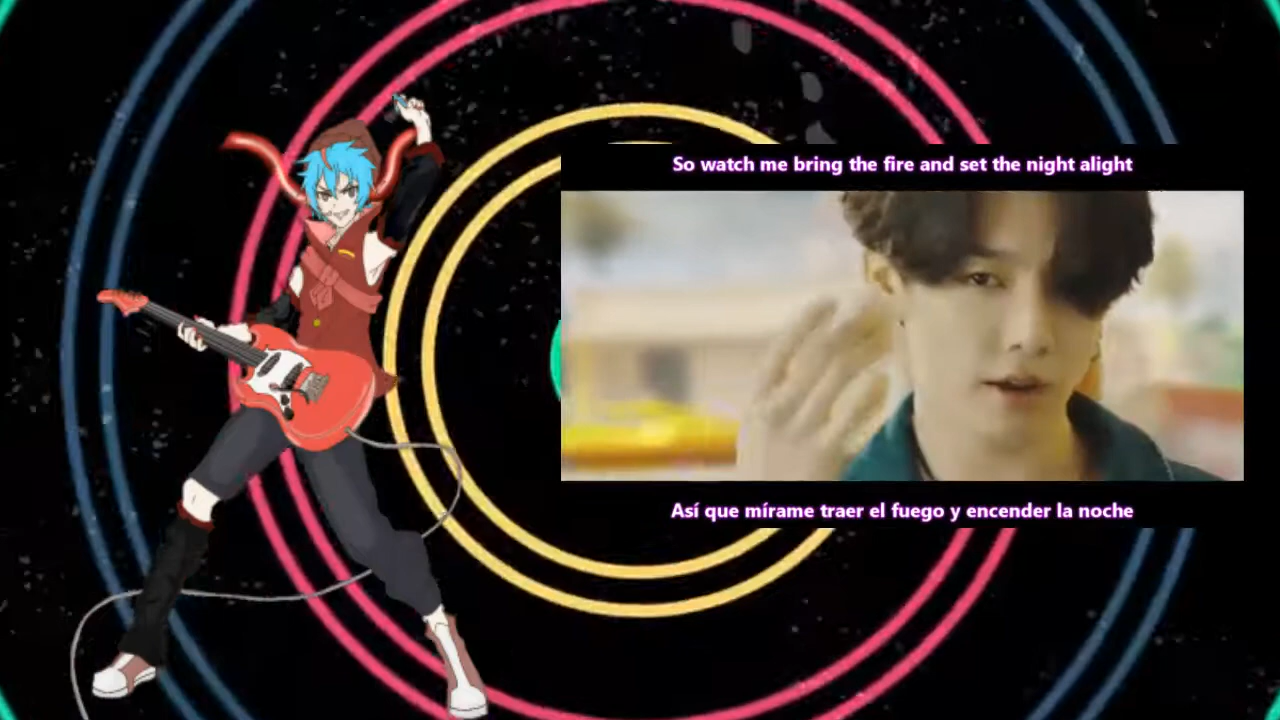 So watch me bring the fire and set the night alight
Así que mírame traer el fuego y encender la noche